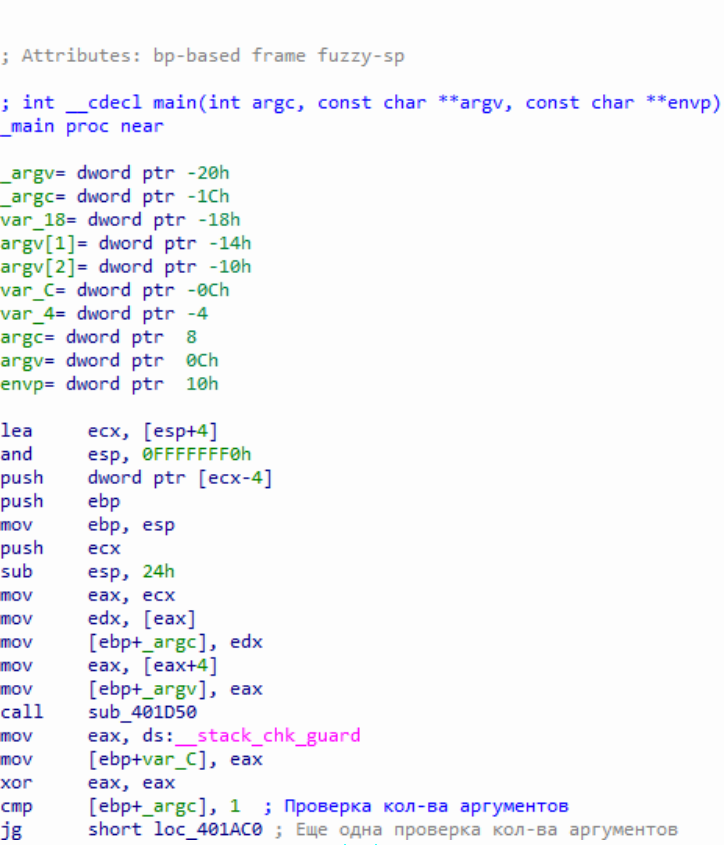 ; Attributes: bp-based frame fuzzy-sp
; int __cdecl main(int argc, const char **argv, const char **envp)
_main proc near
_argv= dword ptr -20h
_argc= dword ptr -1Ch
var_18= dword ptr -18h
argv[1]= dword ptr -14h
argv[2]= dword ptr -10h
var_C= dword ptr -0Ch
var_4= dword ptr -4
argc= dword ptr  8
argv= dword ptr  0Ch
envp= dword ptr  10h
lea     ecx, [esp+4]
and     esp, 0FFFFFFF0h
push    dword ptr [ecx-4]
push    ebp
mov     ebp, esp
push    ecx
sub     esp, 24h
mov     eax, ecx
mov     edx, [eax]
mov     [ebp+_argc], edx
mov     eax, [eax+4]
mov     [ebp+_argv], eax
call    sub_401D50
mov     eax, ds:__stack_chk_guard
mov     [ebp+var_C], eax
xor     eax, eax
cmp     [ebp+_argc], 1  ; Проверка кол-ва аргументов
jg      short loc_401AC0 ; Еще одна проверка кол-ва аргументов